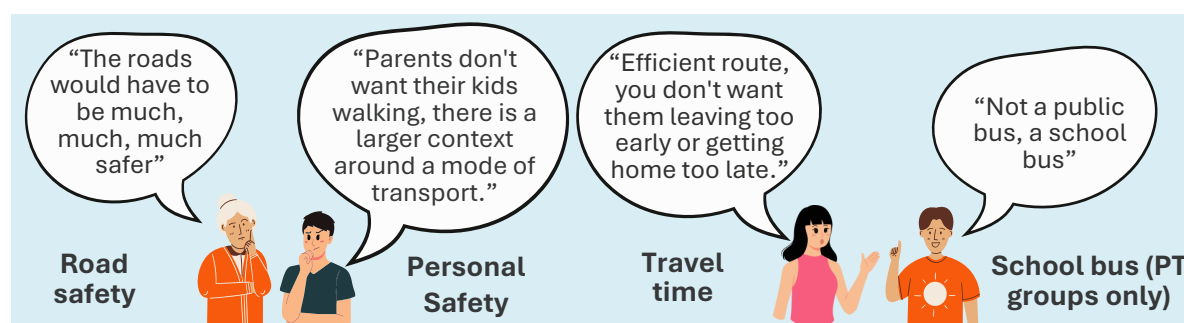 “The roads
would have to
be much,
much, much
safer”
“Parents don't
want their kids
walking, there is a
larger context
around a mode of
transport.”
“Efficient route,
you don't want
them leaving too
early or getting
home too late.”
“Not a public
bus, a school
bus”
Road
safety
Personal
Safety
Travel
time
School bus (PT
groups only)